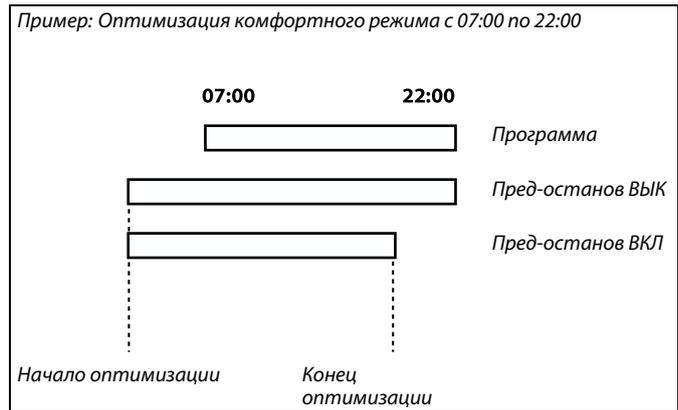 Пример: Оптимизация комфортного режима с 07:00 по 22:00
07:00 22:00
Программа
Пред-останов ВЫК
Пред-останов ВКЛ
Начало оптимизации Конец
оптимизации